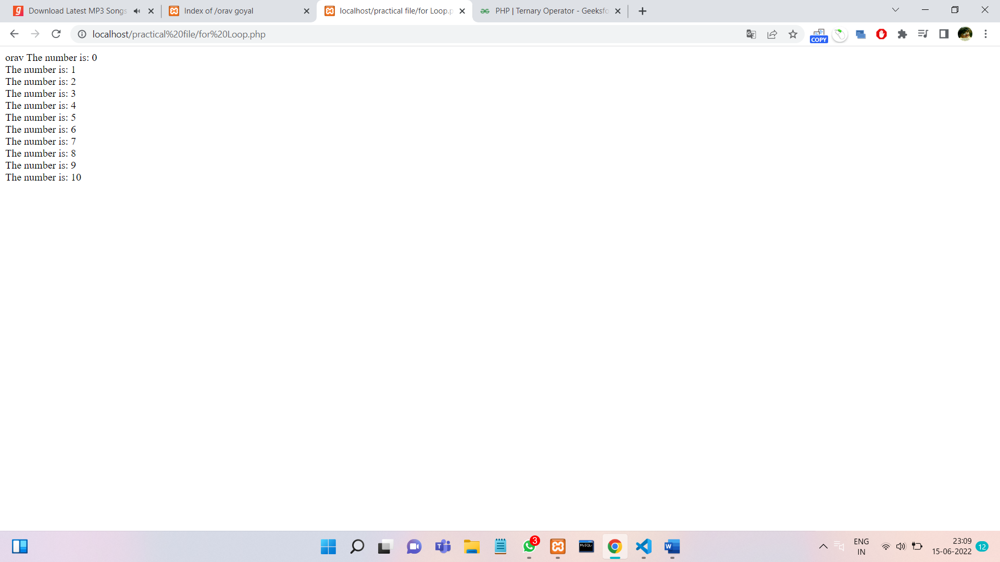 Download Latest MP3 Songs
Index of /orav goyal
localhost/practical file/for Loop.p
PHP | Ternary Operator - Geeksfo
localhost/practical%20file/for%20Loop.php
COPY
orav The number is: 0
The number is: 1
The number is: 2
The number is: 3
The number is: 4
The number is: 5
The number is: 6
The number is: 7
The number is: 8
The number is: 9
The number is: 10
3
MySQL
ENG
IN
23:09
15-06-2022
12